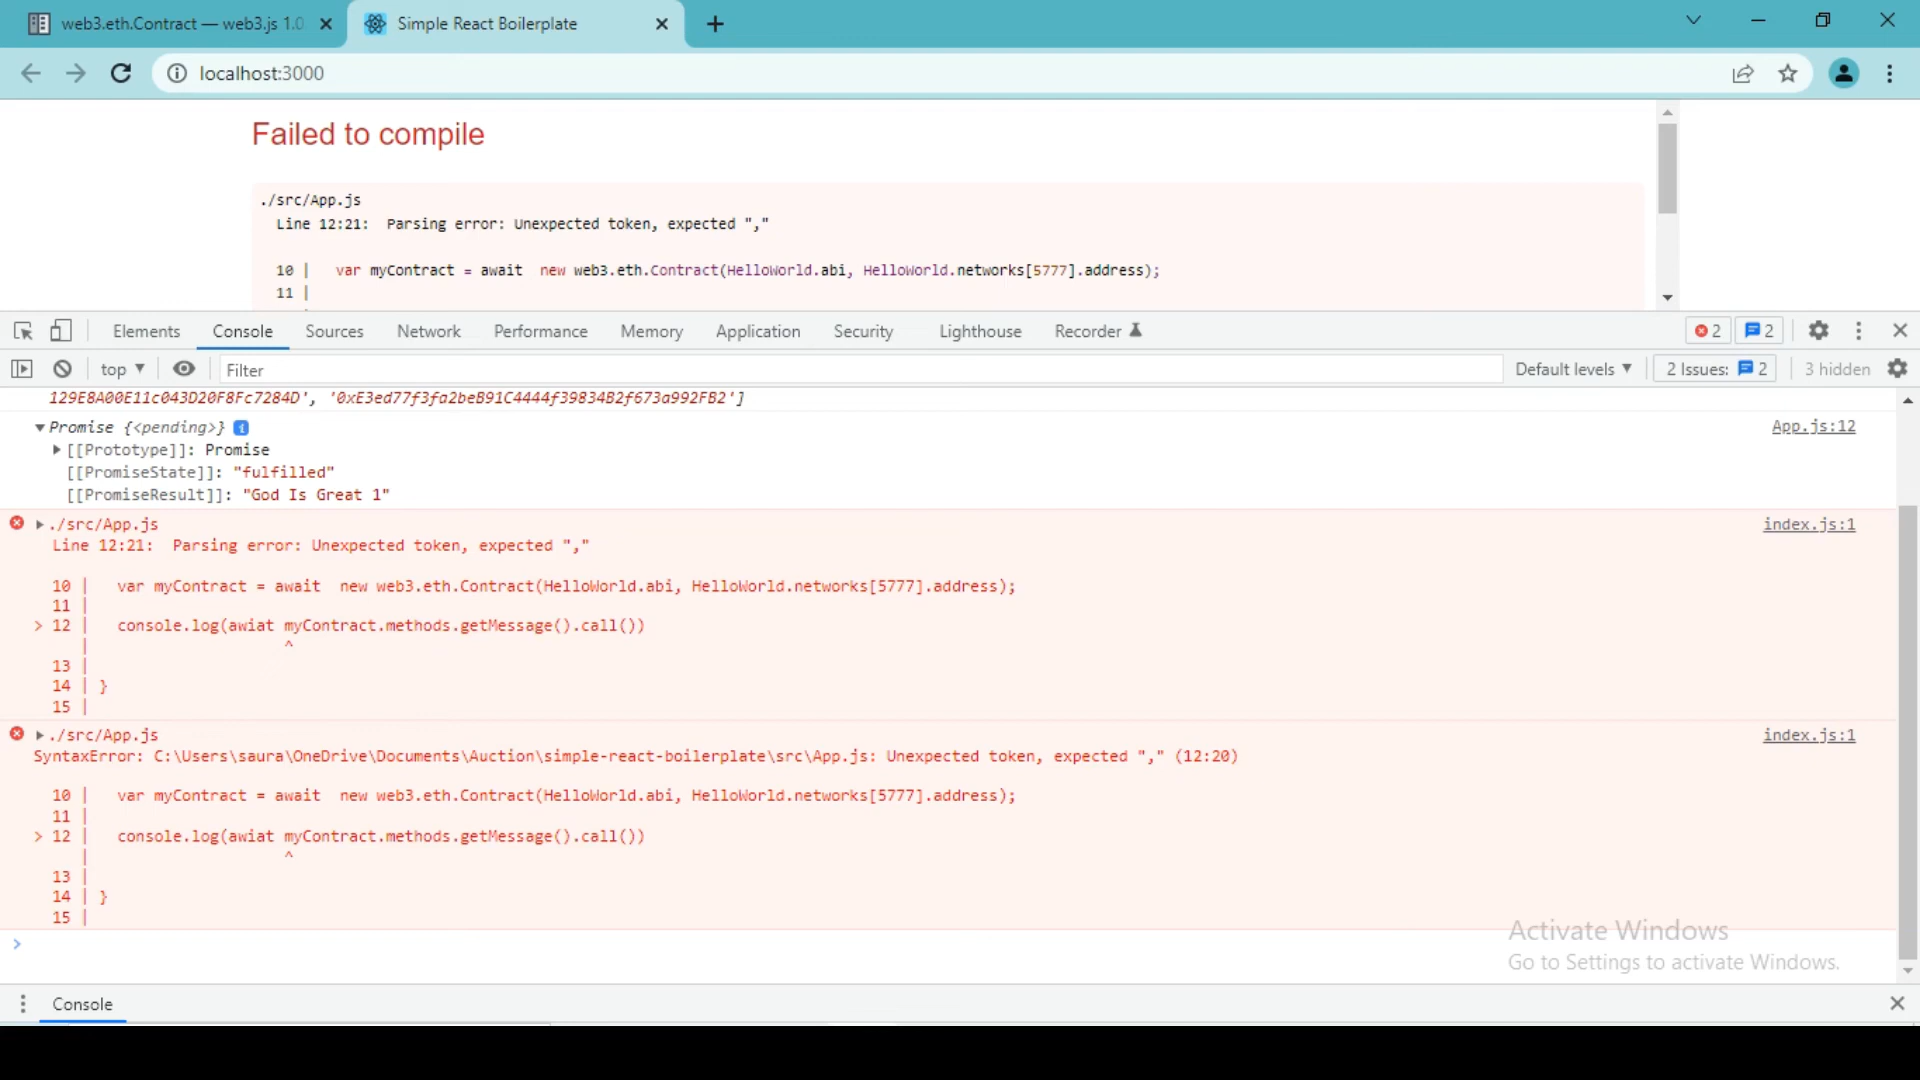 web3.eth.Contract — web3.js 1.0.
Simple React Boilerplate
localhost:3000
Failed to compile
./src/App.js
Line 12:21:  Parsing error: Unexpected token, expected ","
10 |   var myContract = await  new web3.eth.Contract(HelloWorld.abi, HelloWorld.networks[5777].address);
11 |
Elements Console Sources Network Performance Memory Application Security Lighthouse Recorder 2 2
top Filter Default levels 2 Issues: 2 3 hidden
129E8A00E11c043D20F8Fc7284D', '0xE3ed77f3fa2beB91C4444f39834B2f673a992FB2']
Promise {<pending>} i App.js:12
[[Prototype]]: Promise
[[PromiseState]]: "fulfilled"
[[PromiseResult]]: "God Is Great 1"
./src/App.js index.js:1
Line 12:21:  Parsing error: Unexpected token, expected ","
10 |   var myContract = await  new web3.eth.Contract(HelloWorld.abi, HelloWorld.networks[5777].address);
11 |
> 12 |   console.log(awiat myContract.methods.getMessage().call())
|                     ^
13 |
14 | }
15 |
./src/App.js index.js:1
SyntaxError: C:\Users\saura\OneDrive\Documents\Auction\simple-react-boilerplate\src\App.js: Unexpected token, expected "," (12:20)
10 |   var myContract = await  new web3.eth.Contract(HelloWorld.abi, HelloWorld.networks[5777].address);
11 |
> 12 |   console.log(awiat myContract.methods.getMessage().call())
|                     ^
13 |
14 | }
15 |
>
Activate Windows
Go to Settings to activate Windows.
Console